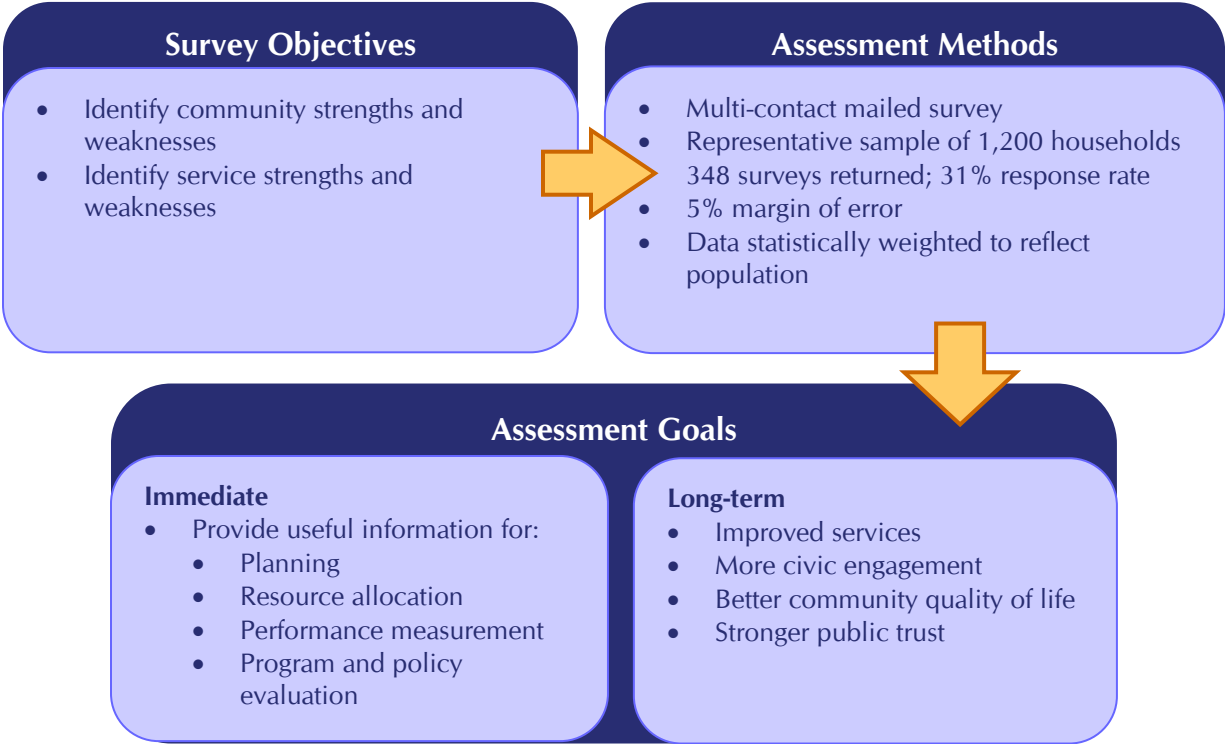 Survey Objectives
• Identify community strengths and
weaknesses
• Identify service strengths and
weaknesses
Assessment Methods
• Multi-contact mailed survey
• Representative sample of 1,200 households
348 surveys returned; 31% response rate
• 5% margin of error
• Data statistically weighted to reflect
population
Assessment Goals
Immediate
• Provide useful information for:
• Planning
• Resource allocation
• Performance measurement
• Program and policy
evaluation
Long-term
• Improved services
• More civic engagement
• Better community quality of life
• Stronger public trust